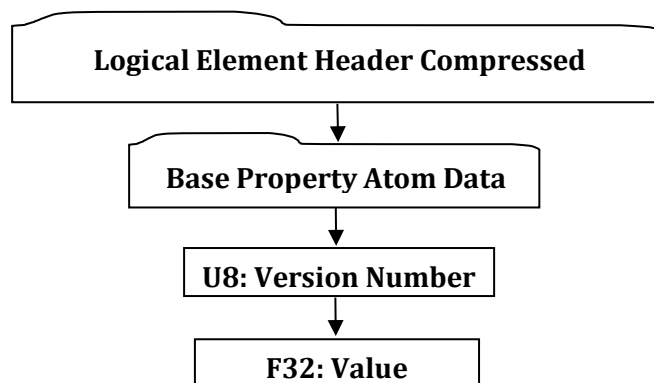 Logical Element Header Compressed
Base Property Atom Data
U8: Version Number
F32: Value